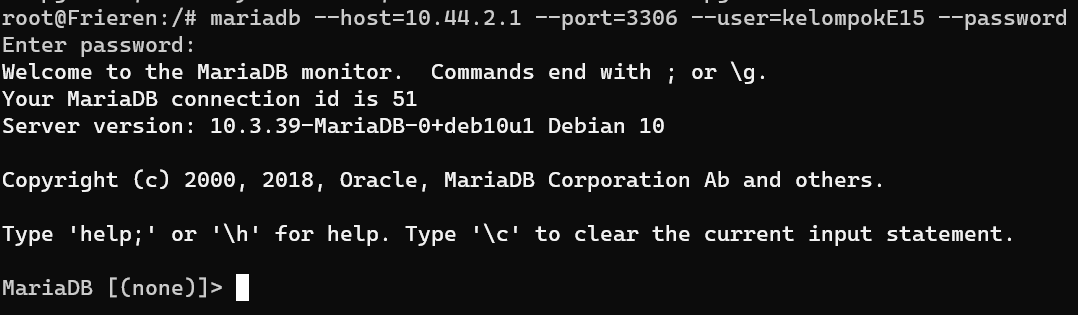 root@Frieren:/# mariadb --host=10.44.2.1 --port=3306 --user=kelompokE15 --password
Enter password:
Welcome to the MariaDB monitor.  Commands end with ; or \g.
Your MariaDB connection id is 51
Server version: 10.3.39-MariaDB-0+deb10u1 Debian 10
Copyright (c) 2000, 2018, Oracle, MariaDB Corporation Ab and others.
Type 'help;' or '\h' for help. Type '\c' to clear the current input statement.
MariaDB [(none)]>